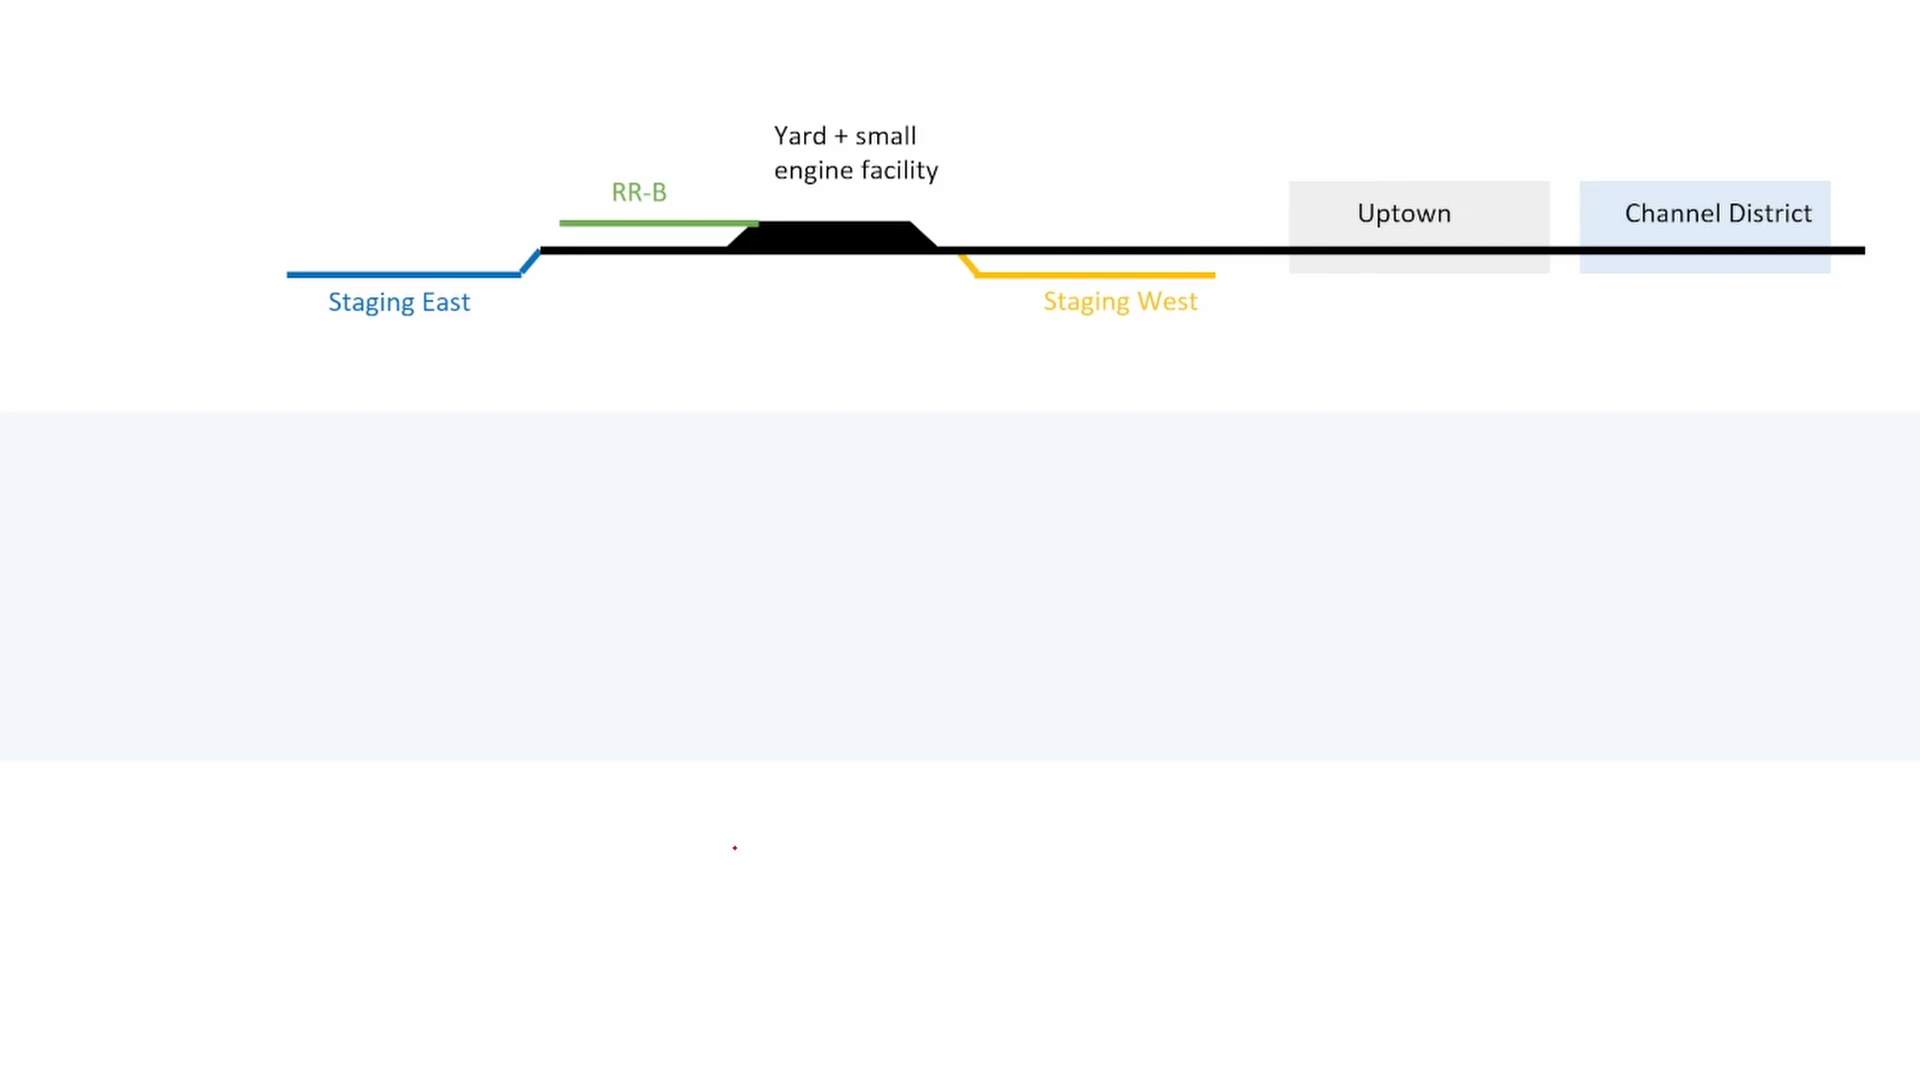 Yard + small
engine facility
RR-B
Uptown
Channel District
Staging East
Staging West